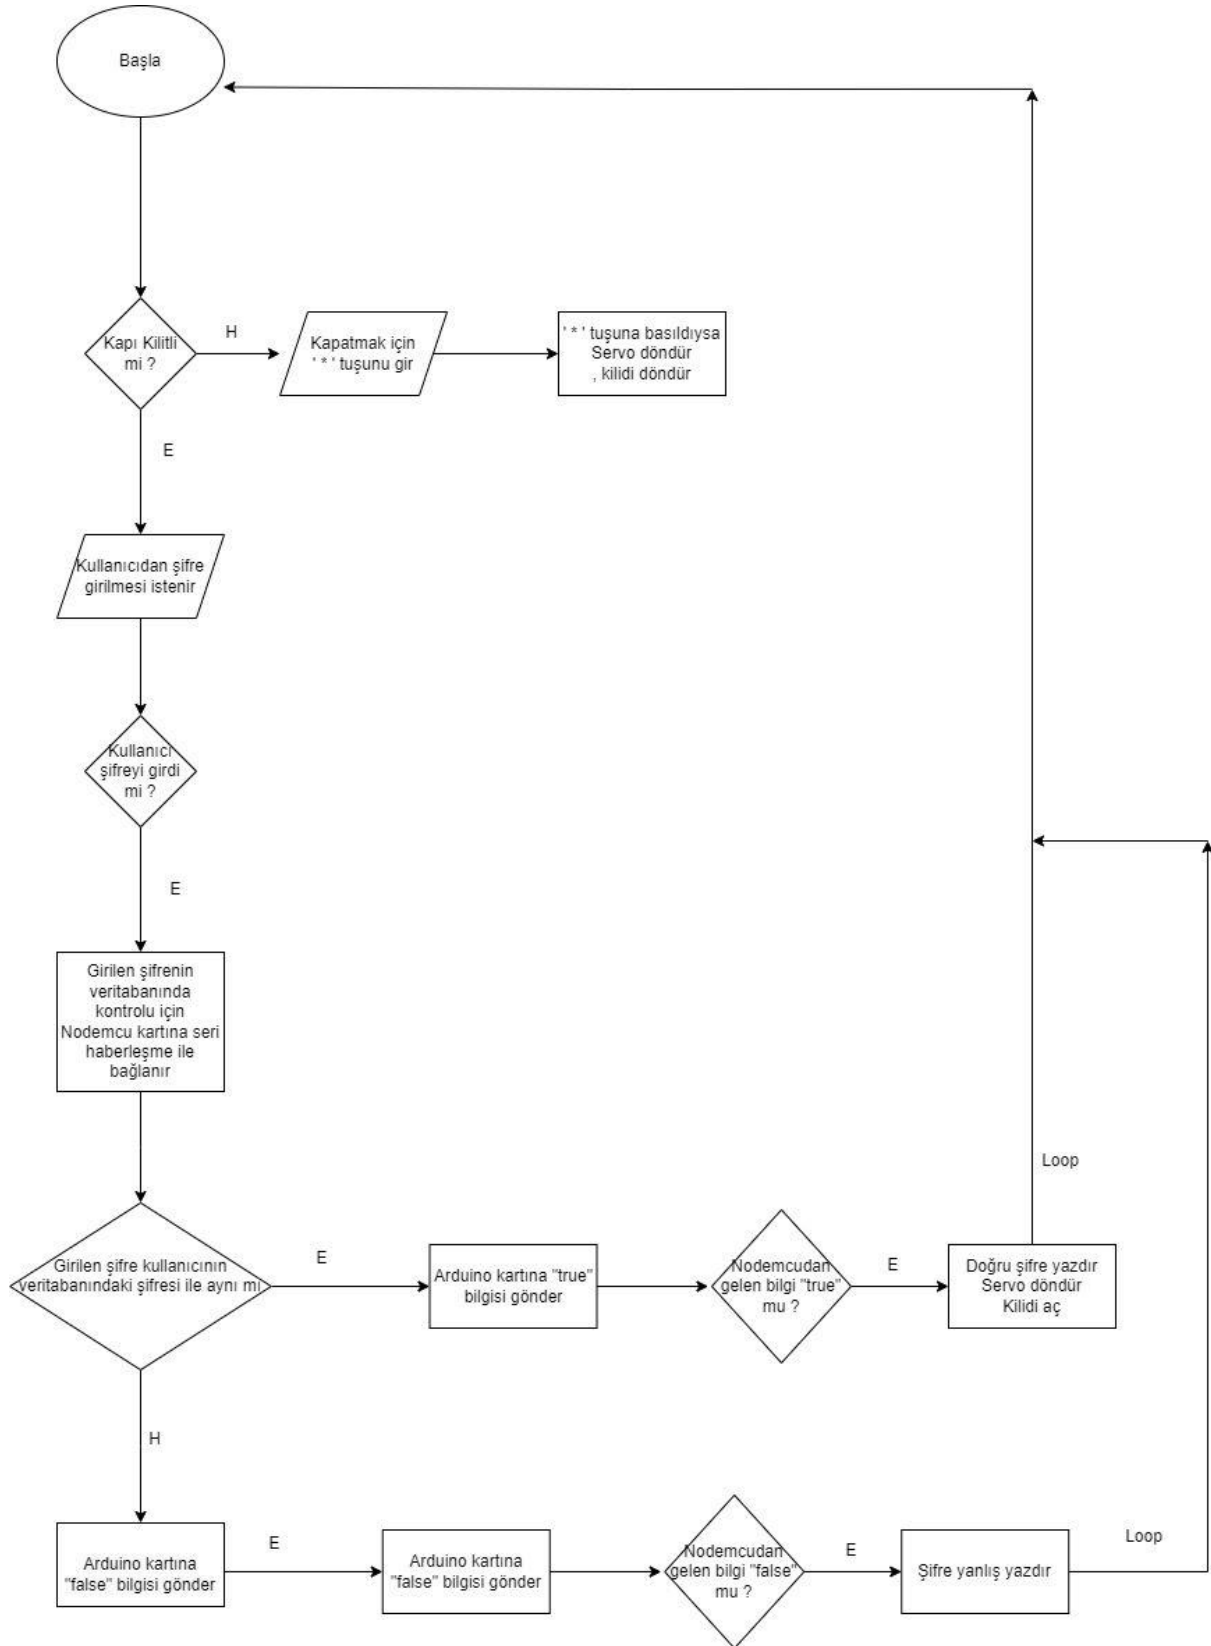 Başla
Kapı Kilitli
mi ?
H
Kapatmak için
' * ' tuşunu gir
' * ' tuşuna basıldıysa
Servo döndür
, kilidi döndür
E
Kullanıcıdan şifre
girilmesi istenir
Kullanıcı
şifreyi girdi
mi ?
E
Girilen şifrenin
veritabanında
kontrolu için
Nodemcu kartına seri
haberleşme ile
bağlanır
Loop
Girilen şifre kullanıcının
veritabanındaki şifresi ile aynı mı
E
Arduino kartına "true"
bilgisi gönder
Nodemcudan
gelen bilgi "true"
mu ?
E
Doğru şifre yazdır
Servo döndür
Kilidi aç
H
Arduino kartına
"false" bilgisi gönder
E
Arduino kartına
"false" bilgisi gönder
Nodemcudan
gelen bilgi "false"
mu ?
E
Şifre yanlış yazdır
Loop